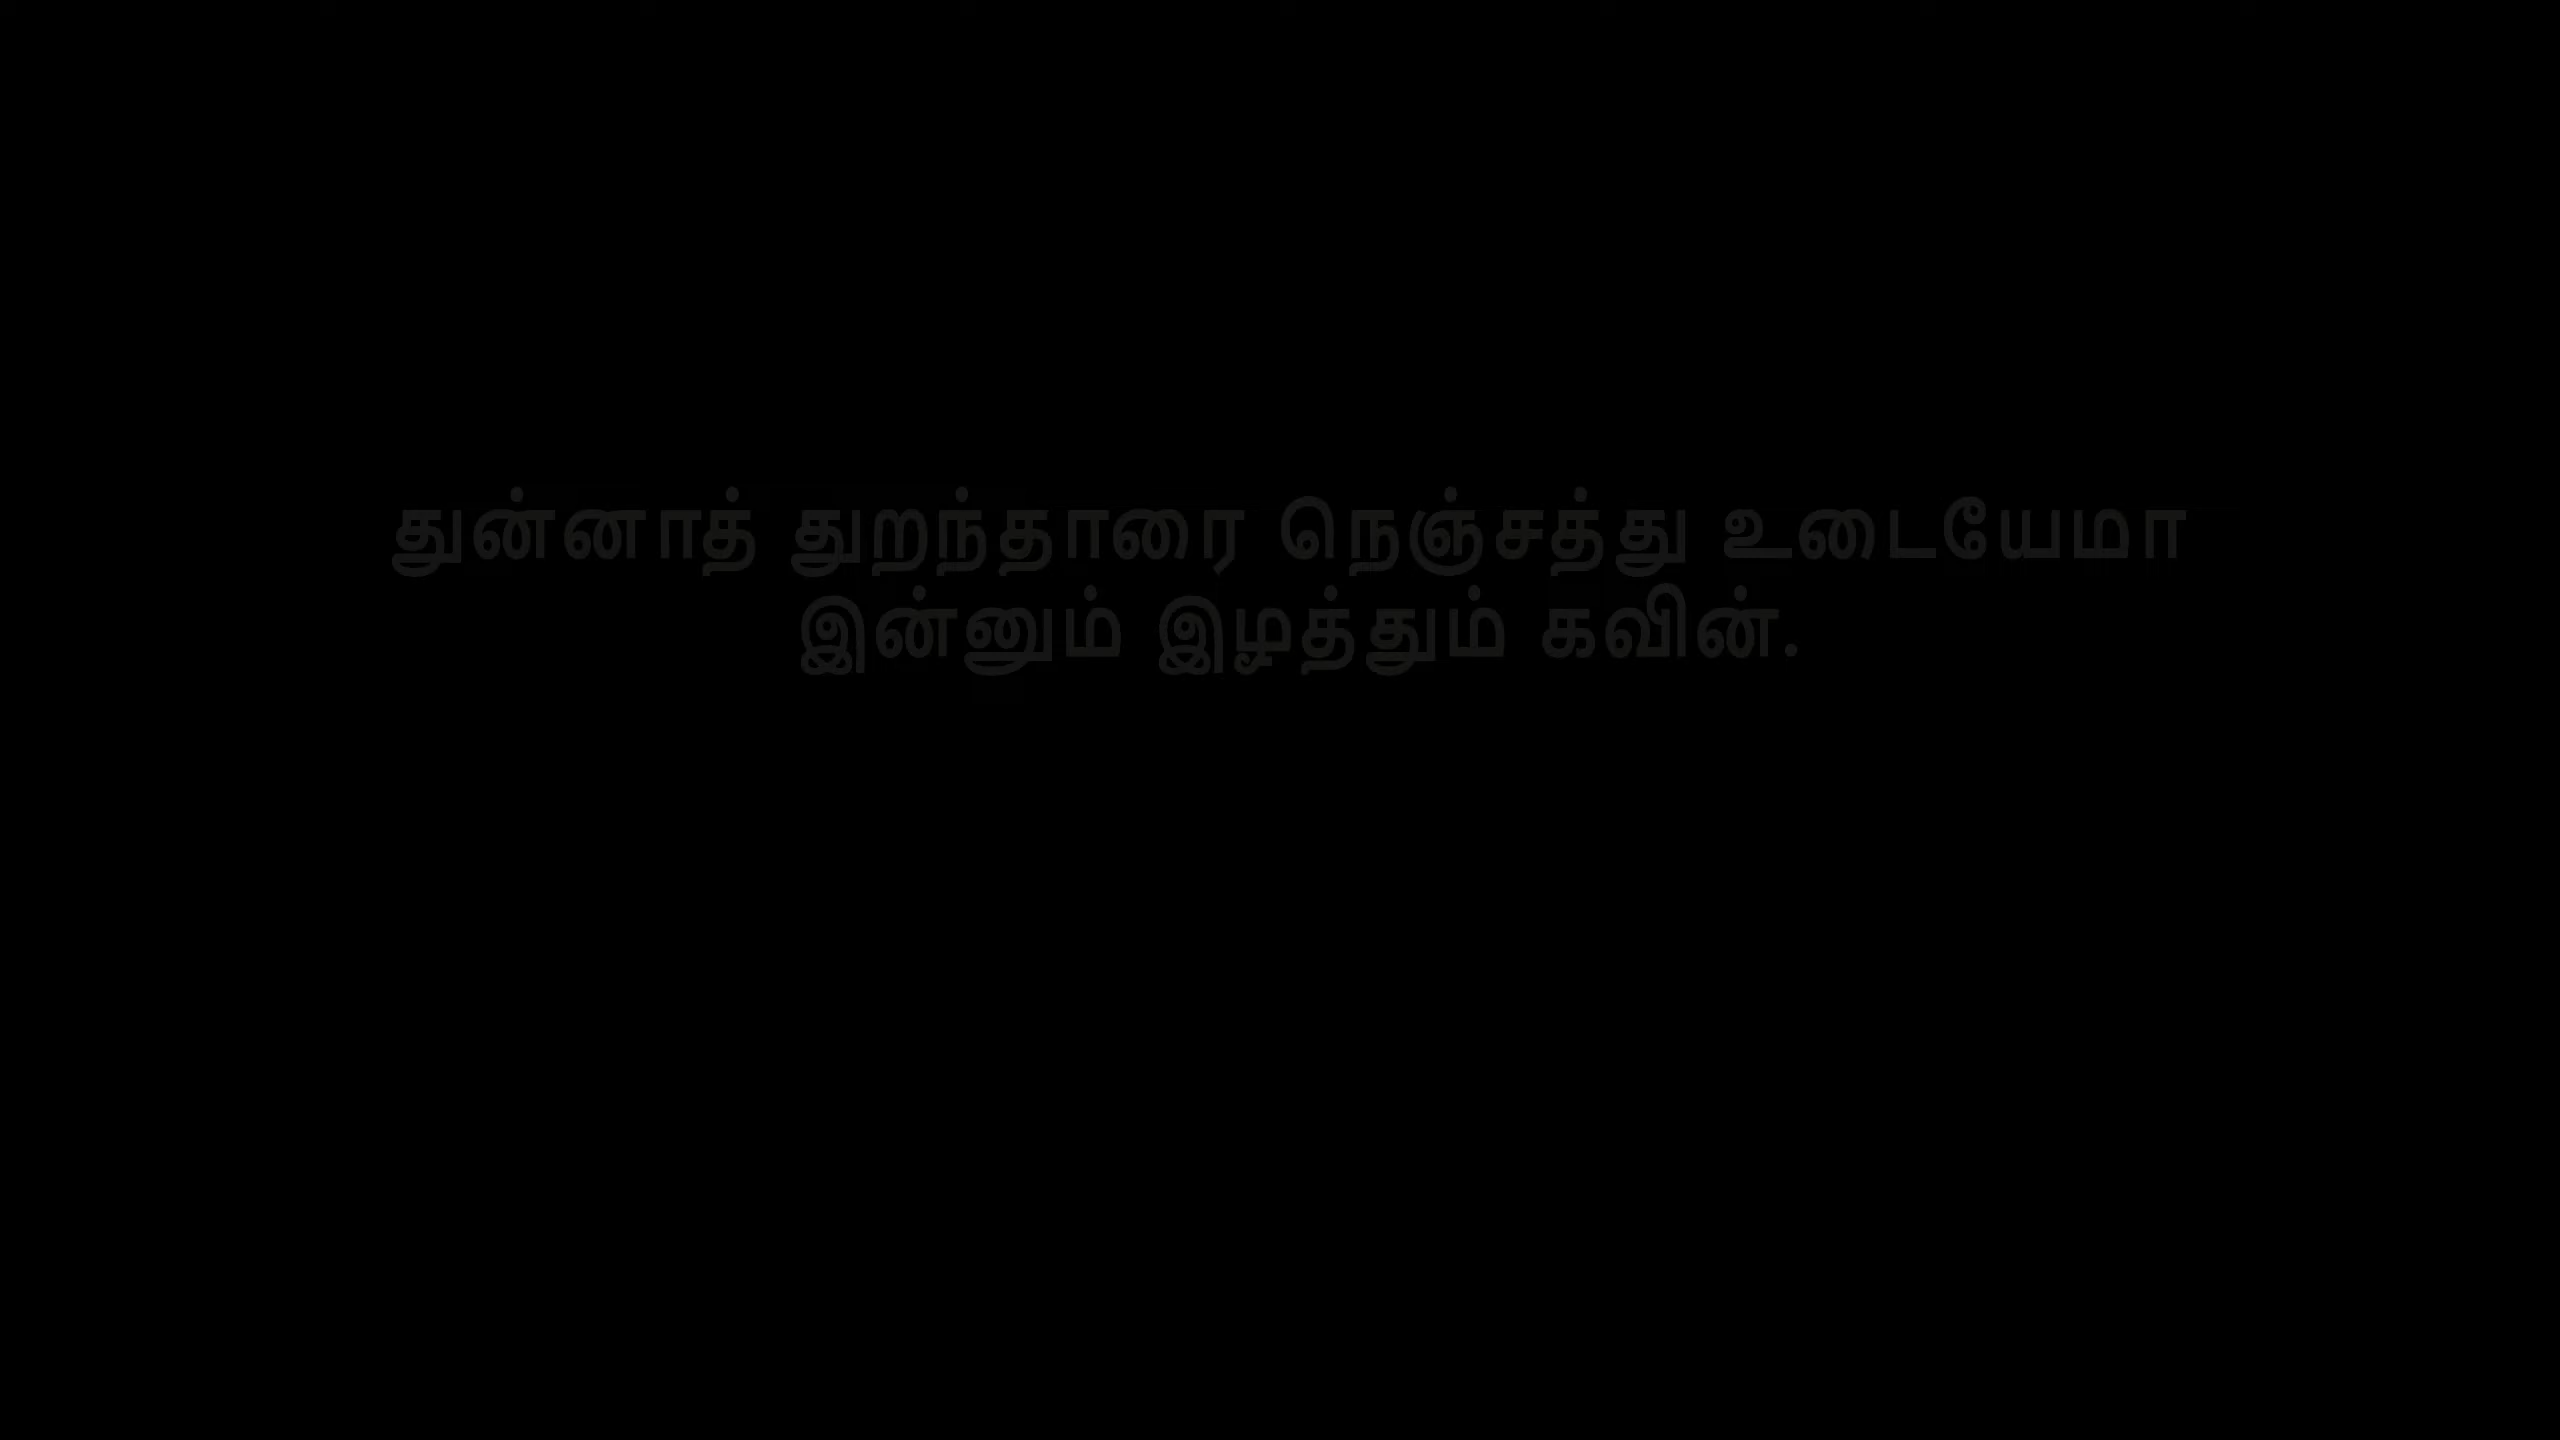 துன்னாத் துறந்தாரை நெஞ்சத்து உடையேமா
இன்னும் இழத்தும் கவின்.